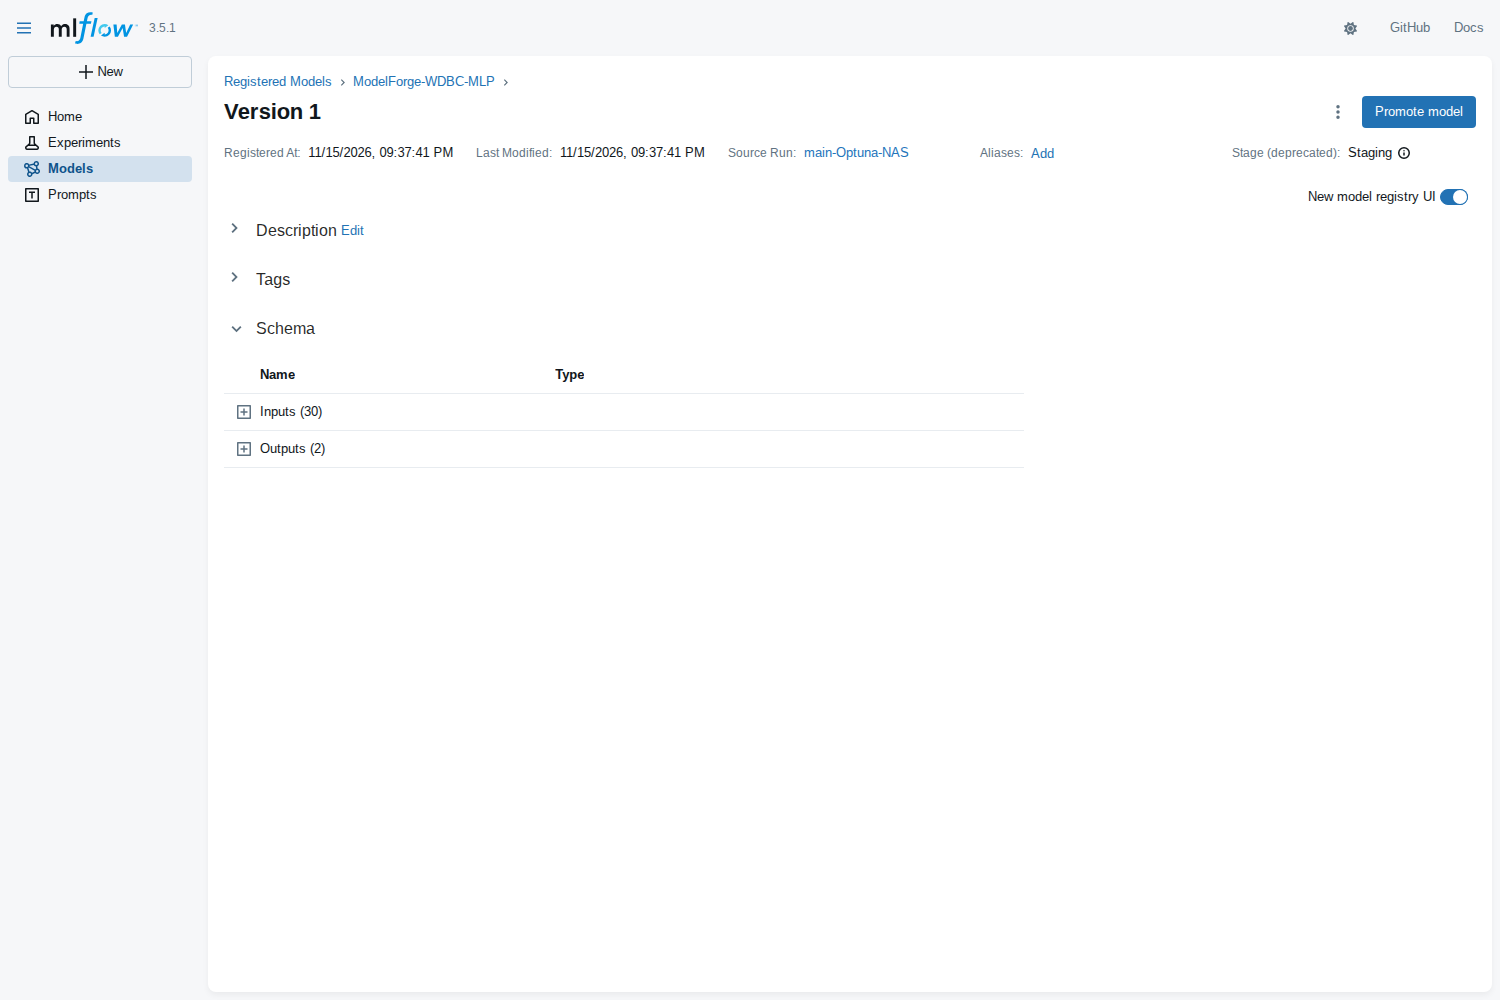 mlflow 3.5.1 GitHub Docs
New
Home
Experiments
Models
Prompts
Registered Models › ModelForge-WDBC-MLP ›
Version 1
Promote model
Registered At: 11/15/2026, 09:37:41 PM Last Modified: 11/15/2026, 09:37:41 PM Source Run: main-Optuna-NAS Aliases: Add Stage (deprecated): Staging
New model registry UI
Description Edit
Tags
Schema
Name Type
Inputs (30)
Outputs (2)